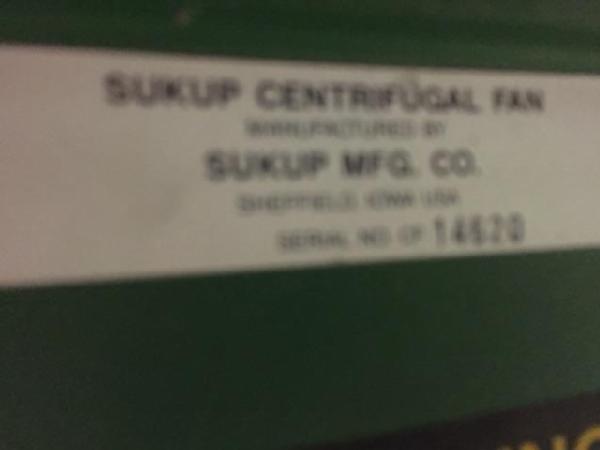 SUKUP CENTRIFUGAL FAN
MANUFACTURED BY
SUKUP MFG. CO.
SHEFFIELD, IOWA USA
SERIAL NO. CF 14620